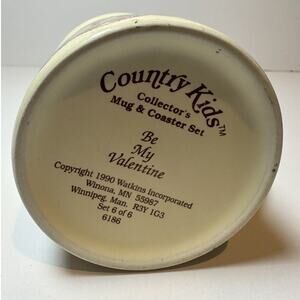 Country Kids™
Collector's
Mug & Coaster Set
Be
My
Valentine
Copyright 1990 Watkins Incorporated
Winona, MN 55987
Winnipeg, Man. R3Y 1G3
Set 6 of 6
6186